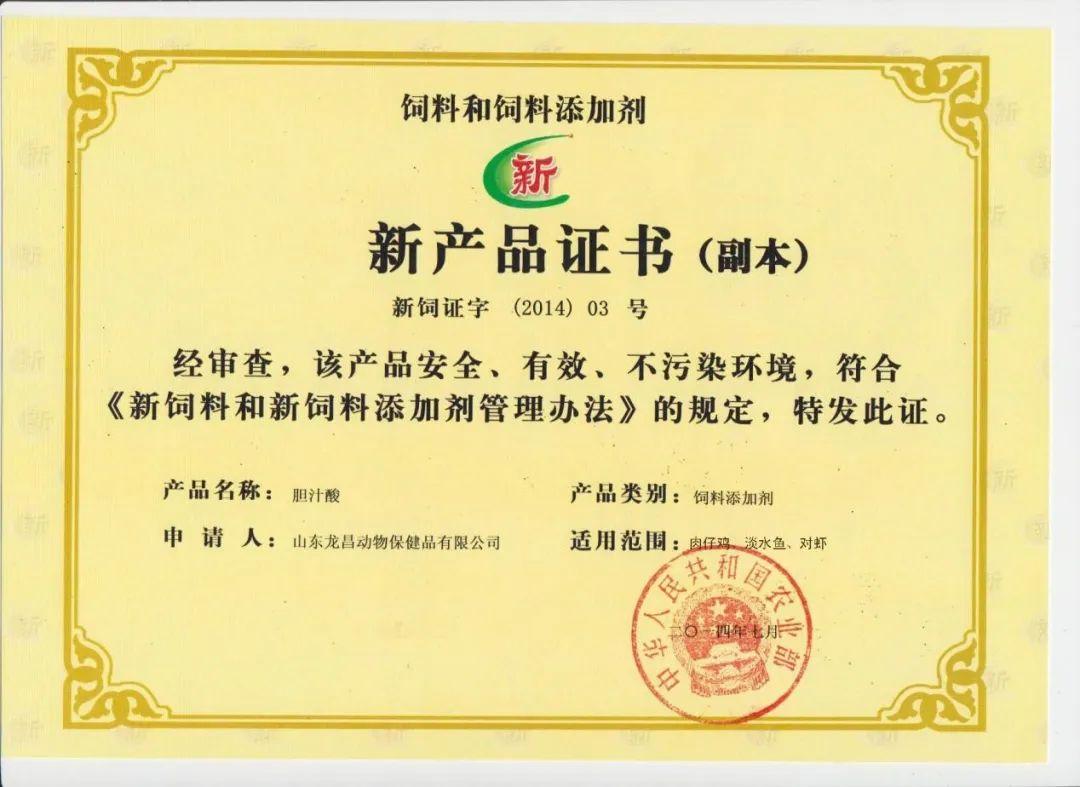 饲料和饲料添加剂
新
新产品证书（副本）
新饲证字 (2014) 03 号
经审查，该产品安全、有效、不污染环境，符合
《新饲料和新饲料添加剂管理办法》的规定，特发此证。
产品名称：胆汁酸
产品类别：饲料添加剂
申 请 人：山东龙昌动物保健品有限公司
适用范围：肉仔鸡、淡水鱼、对虾
中华人民共和国农业部
二〇一四年七月